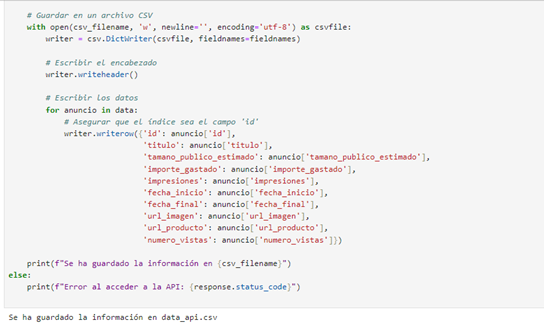 # Guardar en un archivo CSV
with open(csv_filename, 'w', newline='', encoding='utf-8') as csvfile:
writer = csv.DictWriter(csvfile, fieldnames=fieldnames)
# Escribir el encabezado
writer.writeheader()
# Escribir los datos
for anuncio in data:
# Asegurar que el índice sea el campo 'id'
writer.writerow({'id': anuncio['id'],
'titulo': anuncio['titulo'],
'tamano_publico_estimado': anuncio['tamano_publico_estimado'],
'importe_gastado': anuncio['importe_gastado'],
'impresiones': anuncio['impresiones'],
'fecha_inicio': anuncio['fecha_inicio'],
'fecha_final': anuncio['fecha_final'],
'url_imagen': anuncio['url_imagen'],
'url_producto': anuncio['url_producto'],
'numero_vistas': anuncio['numero_vistas']})
print(f"Se ha guardado la información en {csv_filename}")
else:
print(f"Error al acceder a la API: {response.status_code}")
Se ha guardado la información en data_api.csv